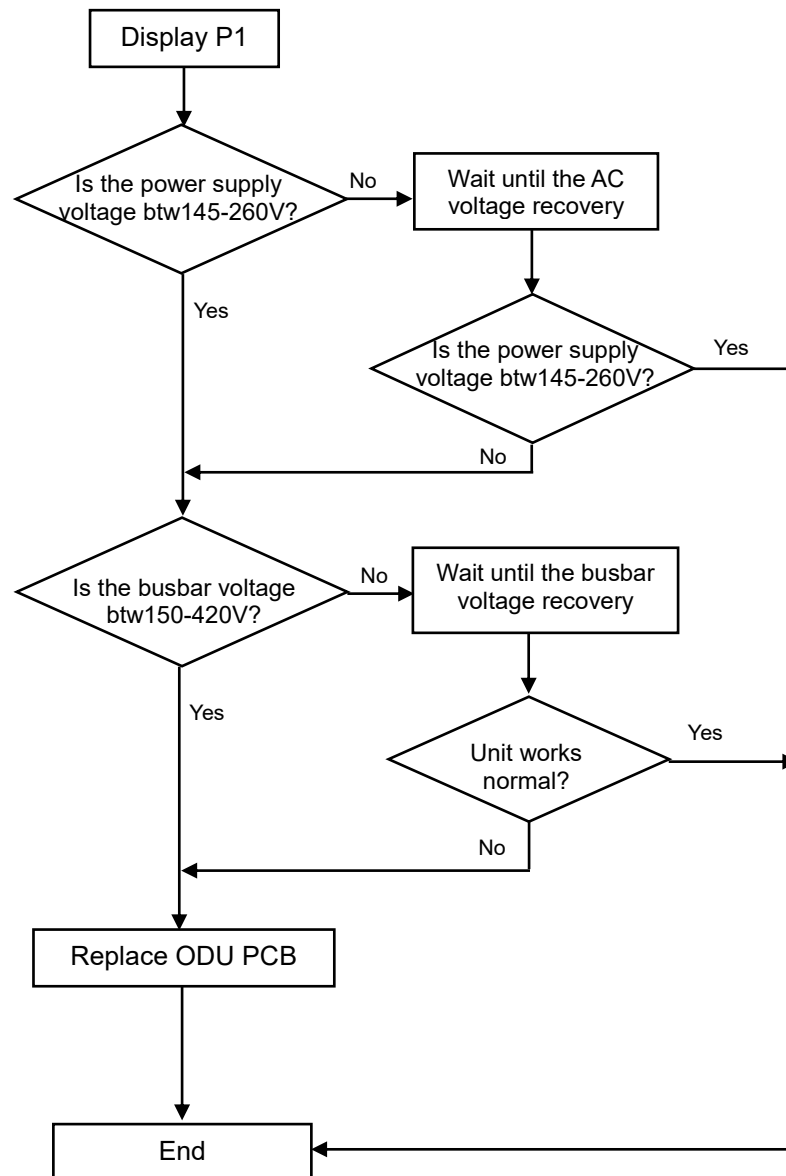 Display P1
Is the power supply
voltage btw145-260V?
No
Wait until the AC
voltage recovery
Yes
Is the power supply
voltage btw145-260V?
Yes
No
Is the busbar voltage
btw150-420V?
No
Wait until the busbar
voltage recovery
Yes
Unit works
normal?
Yes
No
Replace ODU PCB
End